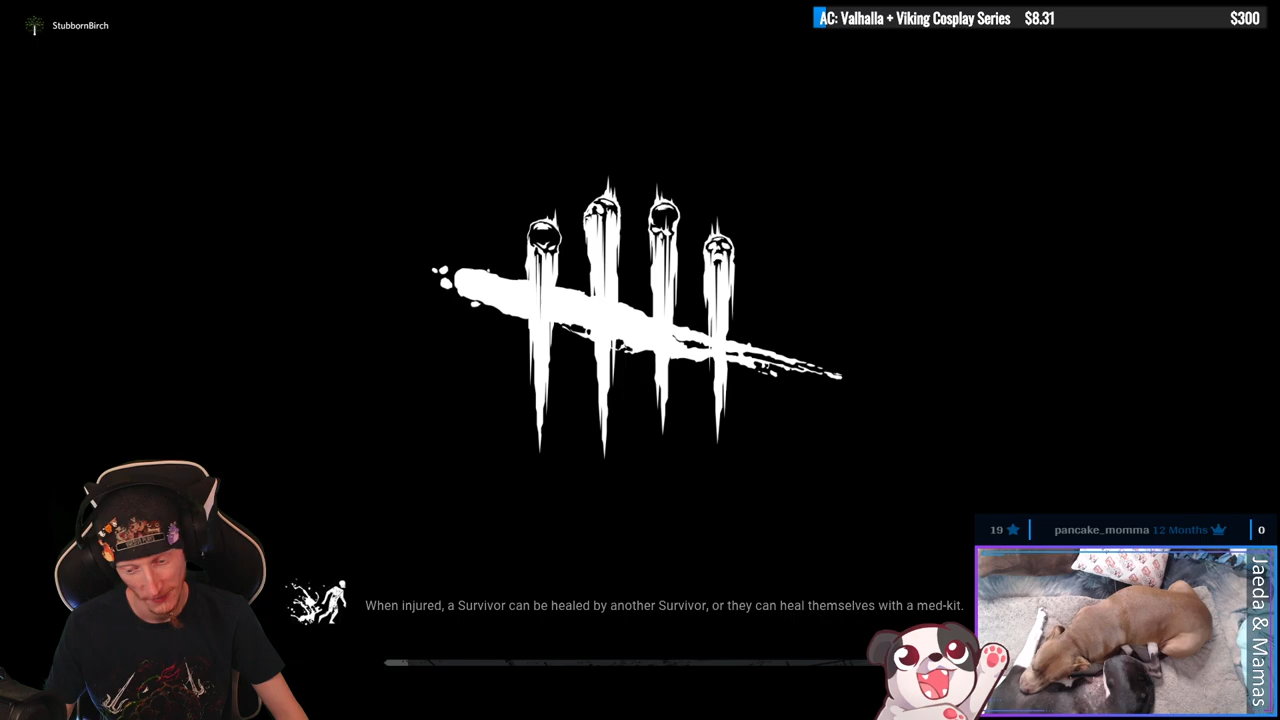 StubbornBirch
AC: Valhalla + Viking Cosplay Series $8.31 $300
19 pancake_momma 12 Months 0
Jaeda & Mamas
When injured, a Survivor can be healed by another Survivor, or they can heal themselves with a med-kit.